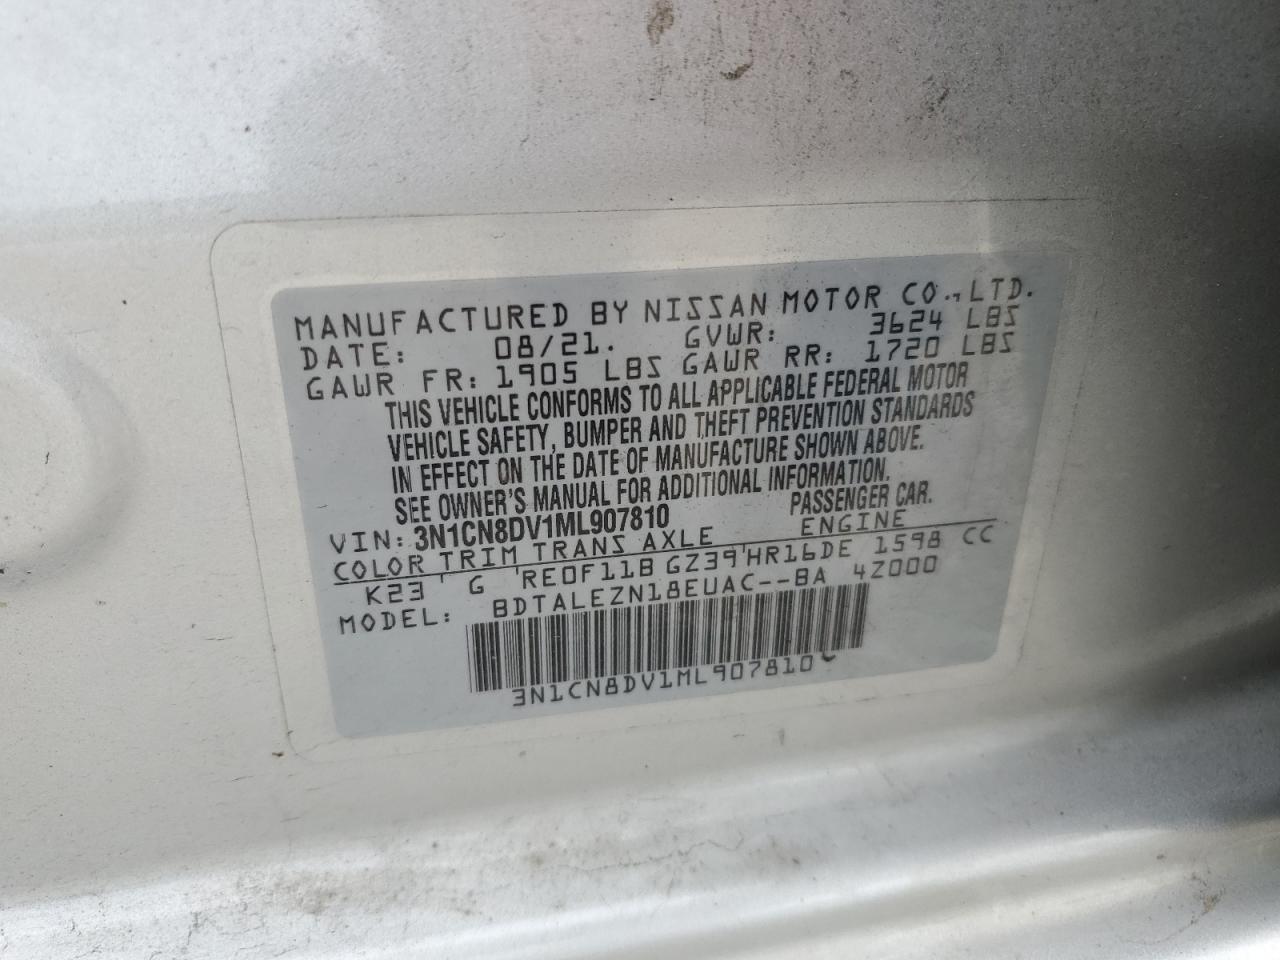 MANUFACTURED BY NISSAN MOTOR CO., LTD.
DATE: 08/21. GVWR: 3624 LBS
GAWR FR: 1905 LBS GAWR RR: 1720 LBS
THIS VEHICLE CONFORMS TO ALL APPLICABLE FEDERAL MOTOR
VEHICLE SAFETY, BUMPER AND THEFT PREVENTION STANDARDS
IN EFFECT ON THE DATE OF MANUFACTURE SHOWN ABOVE.
SEE OWNER'S MANUAL FOR ADDITIONAL INFORMATION.
VIN: 3N1CN8DV1ML907810 PASSENGER CAR.
COLOR TRIM TRANS AXLE ENGINE
K23 G RE0F11B GZ39 HR16DE 1598 CC
MODEL: BDTALEZN18EUAC--BA 4Z000
3N1CN8DV1ML907810